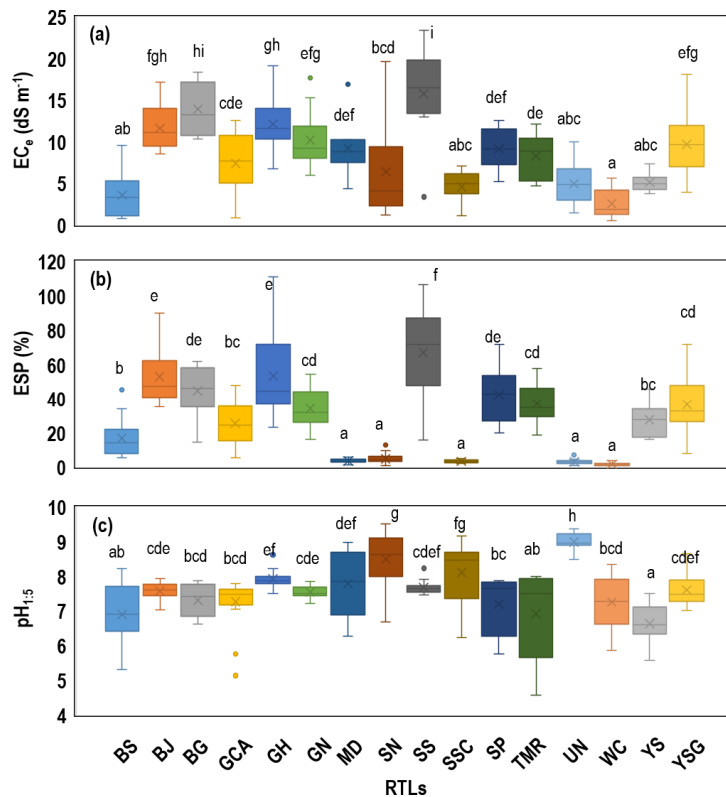 (a)
ECe (dS m⁻¹)
25
20
15
10
5
0
ab fgh hi cde gh efg def bcd i abc def de abc a abc efg
(b)
ESP (%)
120
100
80
60
40
20
0
b e de bc e cd a a f a de cd a a bc cd
(c)
pH1:5
10
9
8
7
6
5
4
ab cde bcd bcd ef cde def g cdef fg bc ab h bcd a cdef
BS BJ BG GCA GH GN MD SN SS SSC SP TMR UN WC YS YSG
RTLs